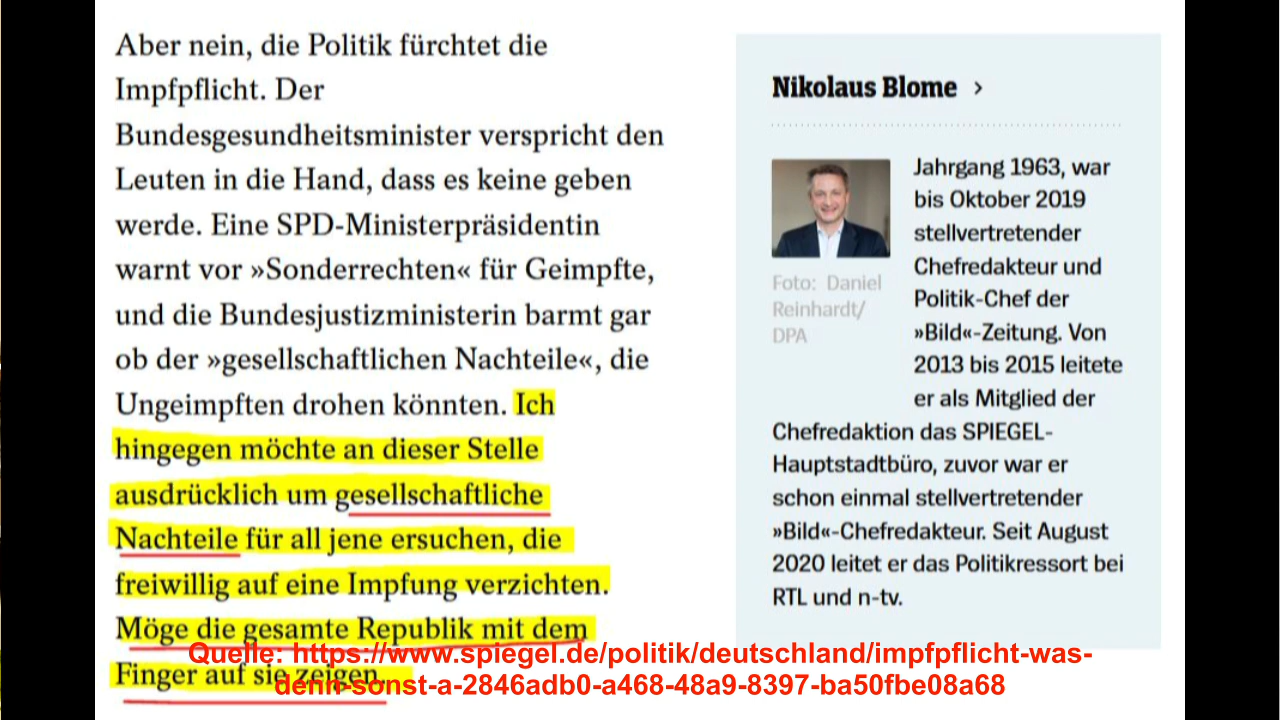 Aber nein, die Politik fürchtet die
Impfpflicht. Der
Bundesgesundheitsminister verspricht den
Leuten in die Hand, dass es keine geben
werde. Eine SPD-Ministerpräsidentin
warnt vor »Sonderrechten« für Geimpfte,
und die Bundesjustizministerin barmt gar
ob der »gesellschaftlichen Nachteile«, die
Ungeimpften drohen könnten. Ich
hingegen möchte an dieser Stelle
ausdrücklich um gesellschaftliche
Nachteile für all jene ersuchen, die
freiwillig auf eine Impfung verzichten.
Möge die gesamte Republik mit dem
Finger auf sie zeigen.
Nikolaus Blome >
Jahrgang 1963, war
bis Oktober 2019
stellvertretender
Chefredakteur und
Politik-Chef der
»Bild«-Zeitung. Von
2013 bis 2015 leitete
er als Mitglied der
Chefredaktion das SPIEGEL-
Hauptstadtbüro, zuvor war er
schon einmal stellvertretender
»Bild«-Chefredakteur. Seit August
2020 leitet er das Politikressort bei
RTL und n-tv.
Foto: Daniel
Reinhardt/
DPA
Quelle: https://www.spiegel.de/politik/deutschland/impfpflicht-was-
denn-sonst-a-2846adb0-a468-48a9-8397-ba50fbe08a68